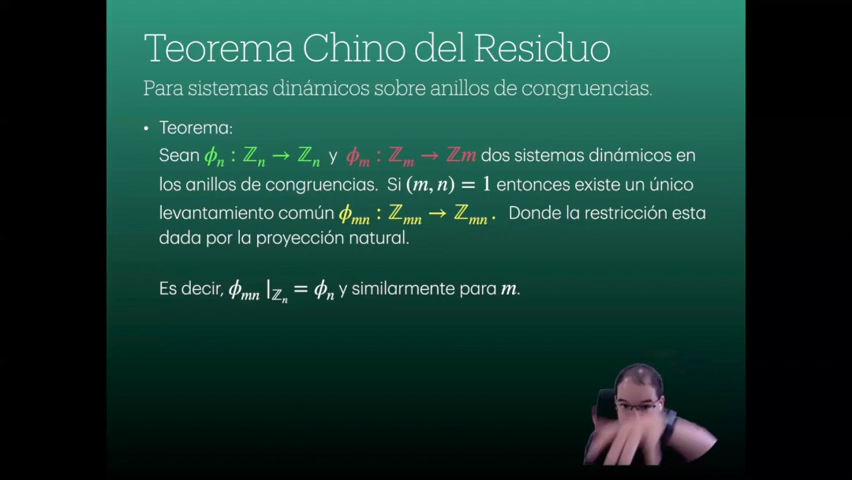 Teorema Chino del Residuo
Para sistemas dinámicos sobre anillos de congruencias.
• Teorema:
Sean ϕₙ : ℤₙ → ℤₙ y ϕₘ : ℤₘ → ℤm dos sistemas dinámicos en
los anillos de congruencias. Si (m, n) = 1 entonces existe un único
levantamiento común ϕₘₙ : ℤₘₙ → ℤₘₙ. Donde la restricción esta
dada por la proyección natural.
Es decir, ϕₘₙ |_ℤₙ = ϕₙ y similarmente para m.